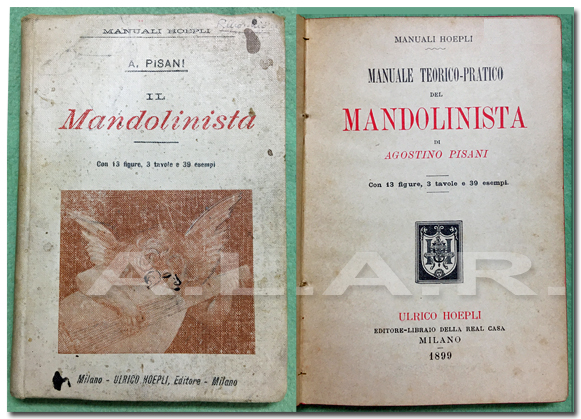 MANUALI HOEPLI
A. PISANI
IL
Mandolinista
Con 13 figure, 3 tavole e 39 esempi
Milano - ULRICO HOEPLI, Editore - Milano
MANUALI HOEPLI
MANUALE TEORICO-PRATICO
DEL
MANDOLINISTA
DI
AGOSTINO PISANI
Con 13 figure, 3 tavole e 39 esempi.
ULRICO HOEPLI
EDITORE-LIBRAIO DELLA REAL CASA
MILANO
1899
A.L.A.R.